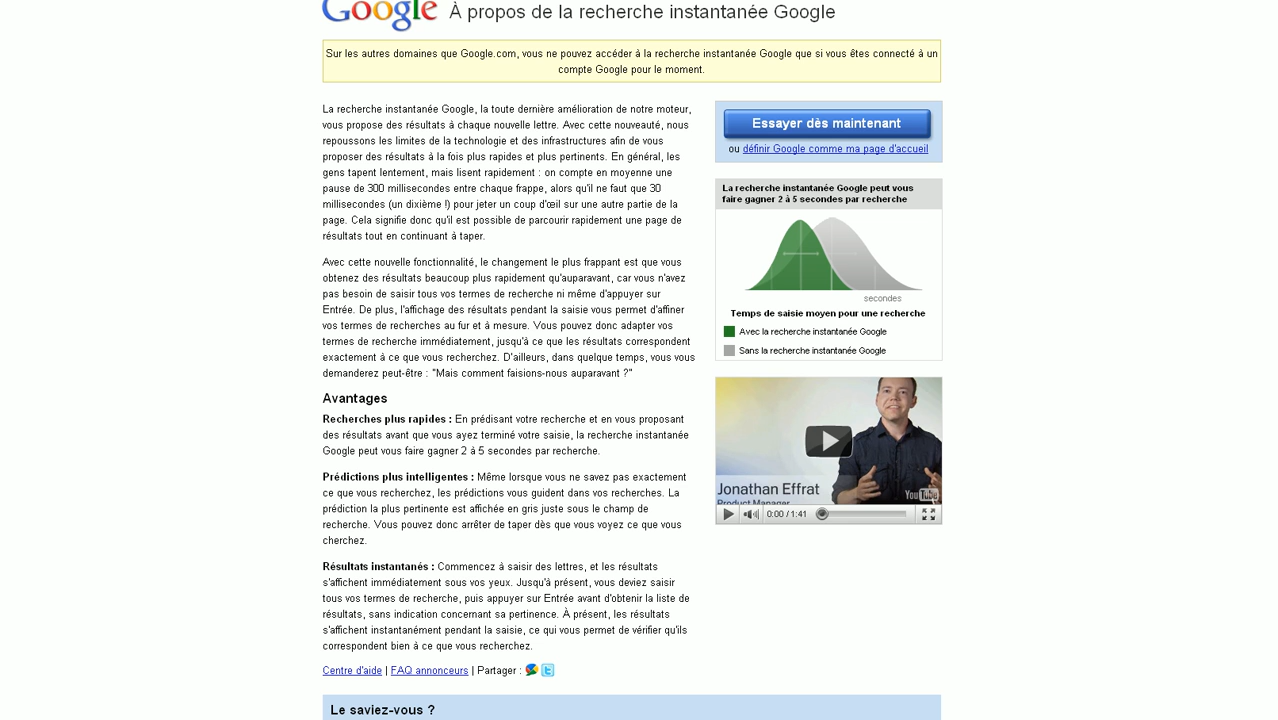 Google À propos de la recherche instantanée Google
Sur les autres domaines que Google.com, vous ne pouvez accéder à la recherche instantanée Google que si vous êtes connecté à un
compte Google pour le moment.
La recherche instantanée Google, la toute dernière amélioration de notre moteur,
vous propose des résultats à chaque nouvelle lettre. Avec cette nouveauté, nous
repoussons les limites de la technologie et des infrastructures afin de vous
proposer des résultats à la fois plus rapides et plus pertinents. En général, les
gens tapent lentement, mais lisent rapidement : on compte en moyenne une
pause de 300 millisecondes entre chaque frappe, alors qu'il ne faut que 30
millisecondes (un dixième !) pour jeter un coup d'œil sur une autre partie de la
page. Cela signifie donc qu'il est possible de parcourir rapidement une page de
résultats tout en continuant à taper.
Avec cette nouvelle fonctionnalité, le changement le plus frappant est que vous
obtenez des résultats beaucoup plus rapidement qu'auparavant, car vous n'avez
pas besoin de saisir tous vos termes de recherche ni même d'appuyer sur
Entrée. De plus, l'affichage des résultats pendant la saisie vous permet d'affiner
vos termes de recherches au fur et à mesure. Vous pouvez donc adapter vos
termes de recherche immédiatement, jusqu'à ce que les résultats correspondent
exactement à ce que vous recherchez. D'ailleurs, dans quelque temps, vous vous
demanderez peut-être : "Mais comment faisions-nous auparavant ?"
Avantages
Recherches plus rapides : En prédisant votre recherche et en vous proposant
des résultats avant que vous ayez terminé votre saisie, la recherche instantanée
Google peut vous faire gagner 2 à 5 secondes par recherche.
Prédictions plus intelligentes : Même lorsque vous ne savez pas exactement
ce que vous recherchez, les prédictions vous guident dans vos recherches. La
prédiction la plus pertinente est affichée en gris juste sous le champ de
recherche. Vous pouvez donc arrêter de taper dès que vous voyez ce que vous
cherchez.
Résultats instantanés : Commencez à saisir des lettres, et les résultats
s'affichent immédiatement sous vos yeux. Jusqu'à présent, vous deviez saisir
tous vos termes de recherche, puis appuyer sur Entrée avant d'obtenir la liste de
résultats, sans indication concernant sa pertinence. À présent, les résultats
s'affichent instantanément pendant la saisie, ce qui vous permet de vérifier qu'ils
correspondent bien à ce que vous recherchez.
Centre d'aide | FAQ annonceurs | Partager :
Essayer dès maintenant
ou définir Google comme ma page d'accueil
La recherche instantanée Google peut vous
faire gagner 2 à 5 secondes par recherche
secondes
Temps de saisie moyen pour une recherche
Avec la recherche instantanée Google
Sans la recherche instantanée Google
Jonathan Effrat
Product Manager
YouTube
0:00 / 1:41
Le saviez-vous ?